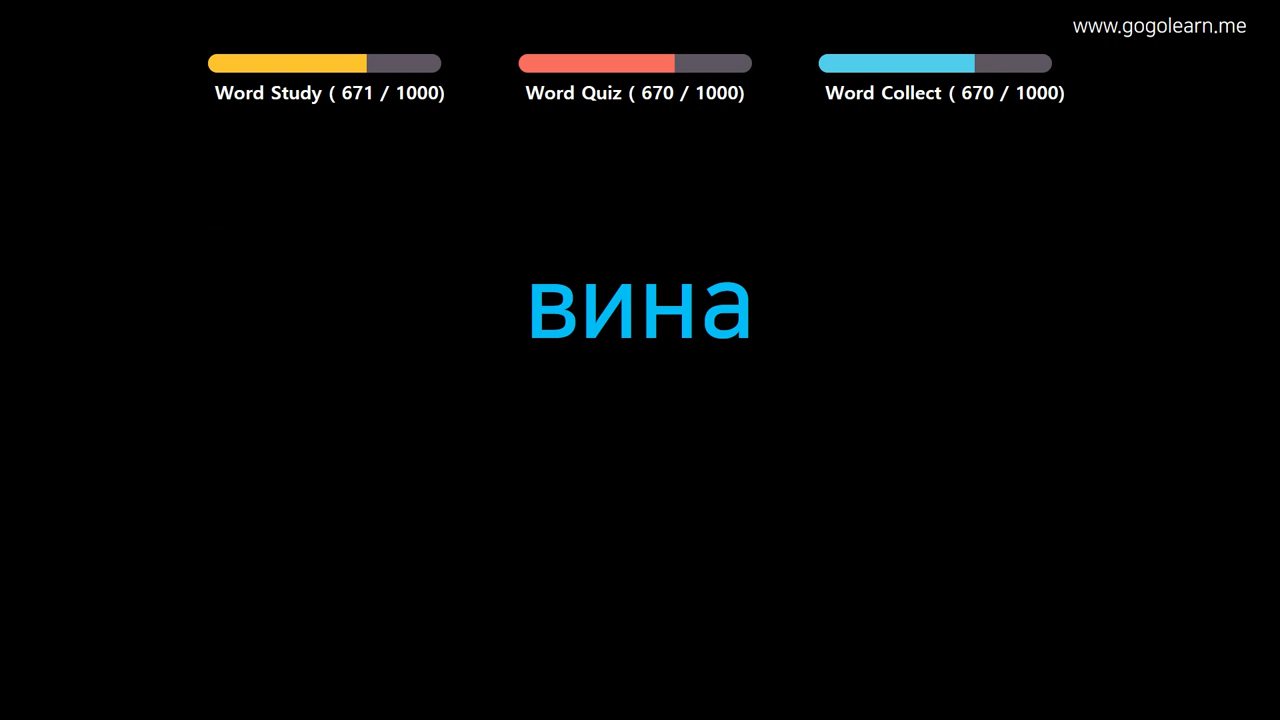 www.gogolearn.me
Word Study ( 671 / 1000)
Word Quiz ( 670 / 1000)
Word Collect ( 670 / 1000)
вина